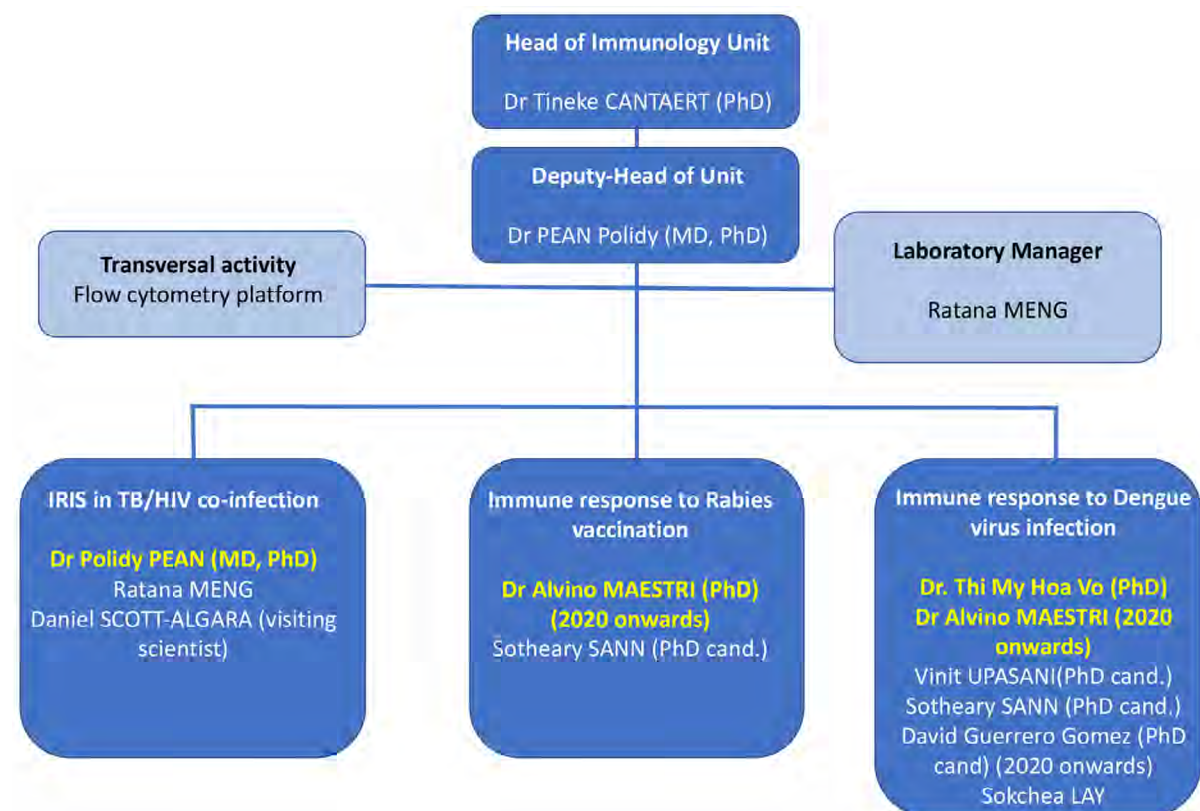 Head of Immunology Unit
Dr Tineke CANTAERT (PhD)
Deputy-Head of Unit
Dr PEAN Polidy (MD, PhD)
Transversal activity
Flow cytometry platform
Laboratory Manager
Ratana MENG
IRIS in TB/HIV co-infection
Dr Polidy PEAN (MD, PhD)
Ratana MENG
Daniel SCOTT-ALGARA (visiting
scientist)
Immune response to Rabies
vaccination
Dr Alvino MAESTRI (PhD)
(2020 onwards)
Sotheary SANN (PhD cand.)
Immune response to Dengue
virus infection
Dr. Thi My Hoa Vo (PhD)
Dr Alvino MAESTRI (2020
onwards)
Vinit UPASANI(PhD cand.)
Sotheary SANN (PhD cand.)
David Guerrero Gomez (PhD
cand) (2020 onwards)
Sokchea LAY